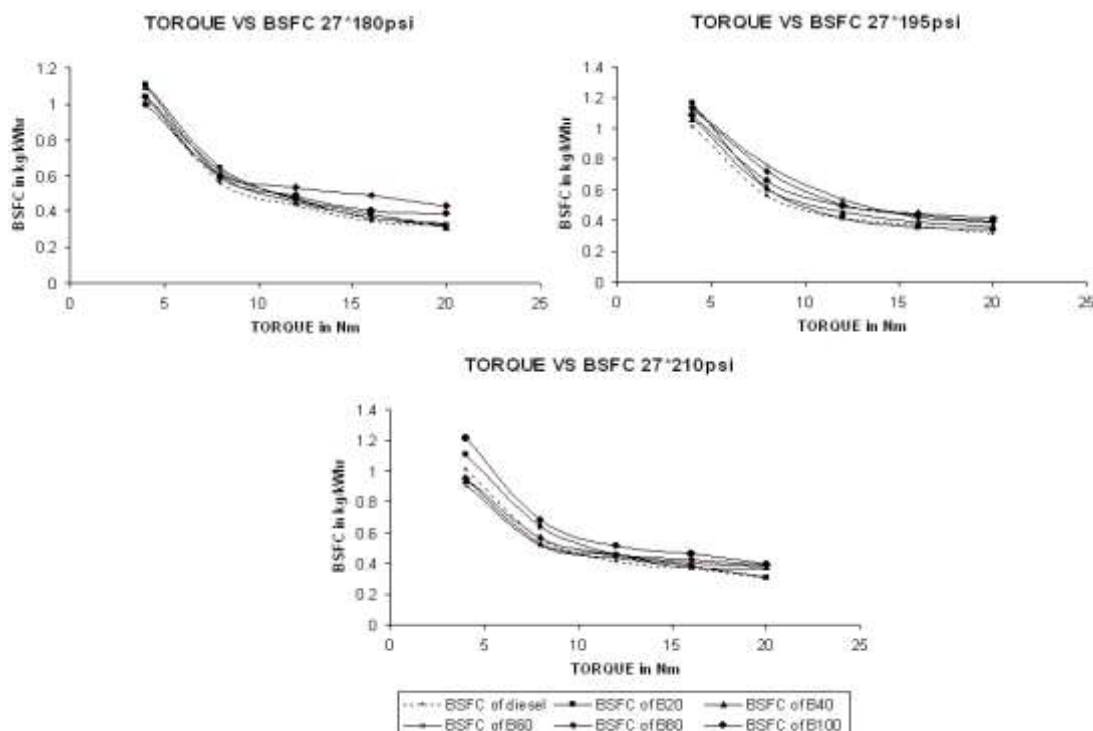 TORQUE VS BSFC 27*180psi
1.2
1
0.8
0.6
0.4
0.2
0
BSFC in kg/kWhr
0 5 10 15 20 25
TORQUE in Nm
TORQUE VS BSFC 27*195psi
1.4
1.2
1
0.8
0.6
0.4
0.2
0
BSFC in kg/kWhr
0 5 10 15 20 25
TORQUE in Nm
TORQUE VS BSFC 27*210psi
1.4
1.2
1
0.8
0.6
0.4
0.2
0
BSFC in kg/kWhr
0 5 10 15 20 25
TORQUE in Nm
BSFC of diesel BSFC of B20 BSFC of B40
BSFC of B60 BSFC of B80 BSFC of B100